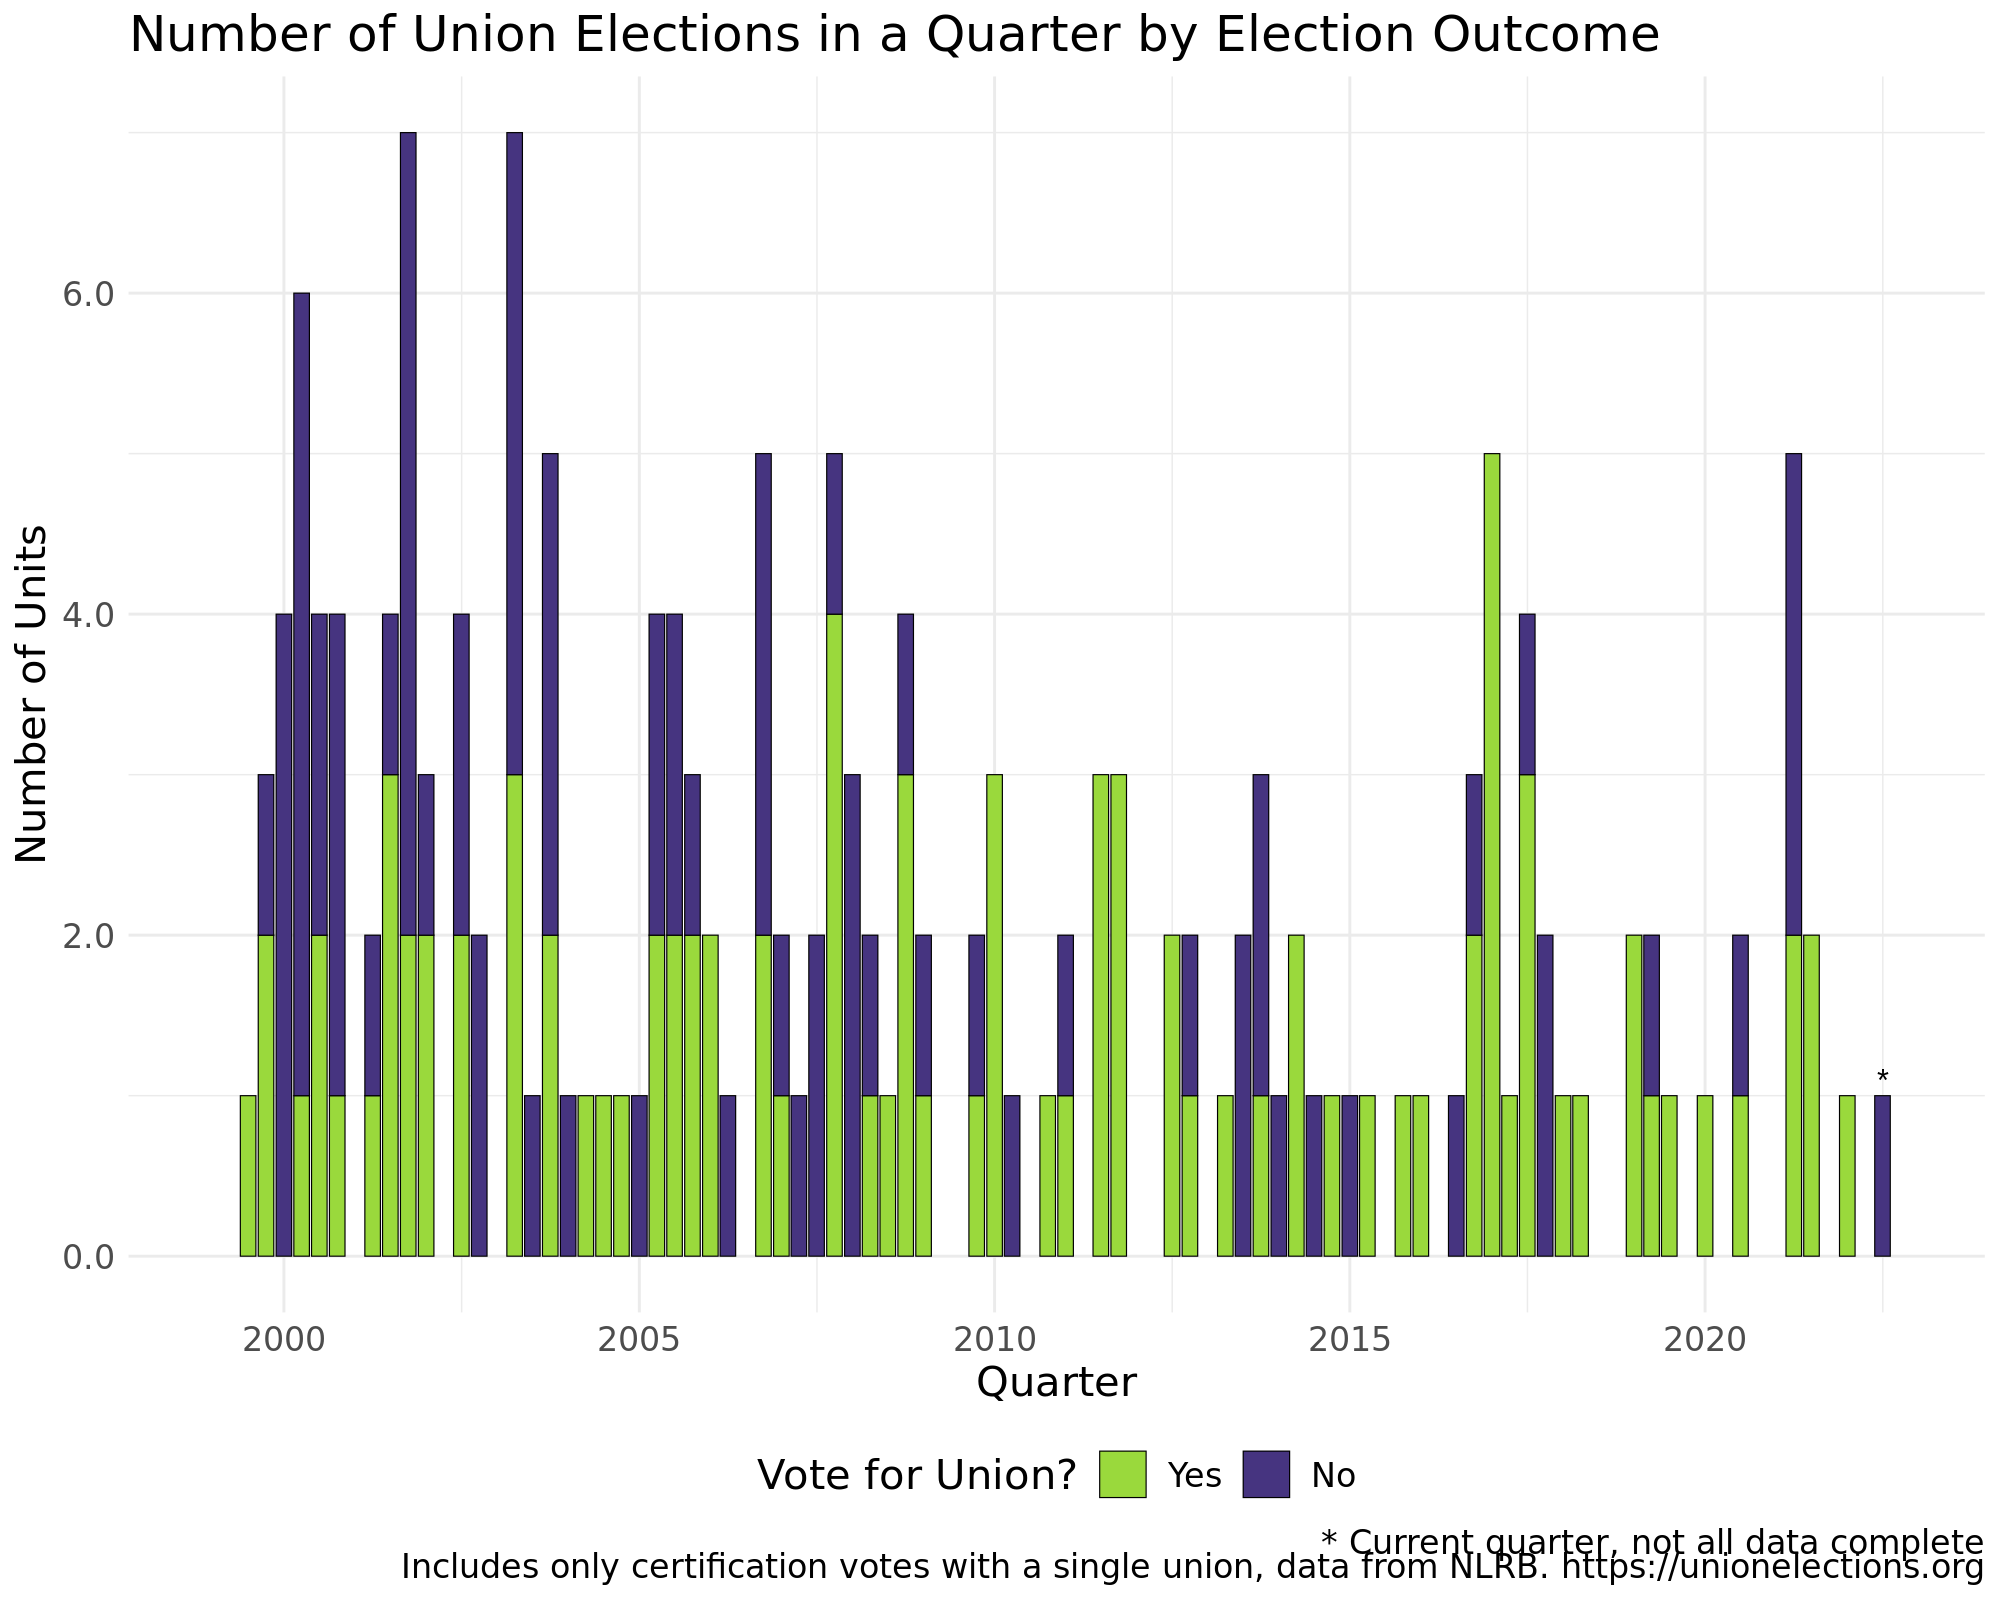 Number of Union Elections in a Quarter by Election Outcome
Number of Units
6.0
4.0
2.0
0.0
*
2000 2005 2010 2015 2020
Quarter
Vote for Union? Yes No
* Current quarter, not all data complete
Includes only certification votes with a single union, data from NLRB. https://unionelections.org